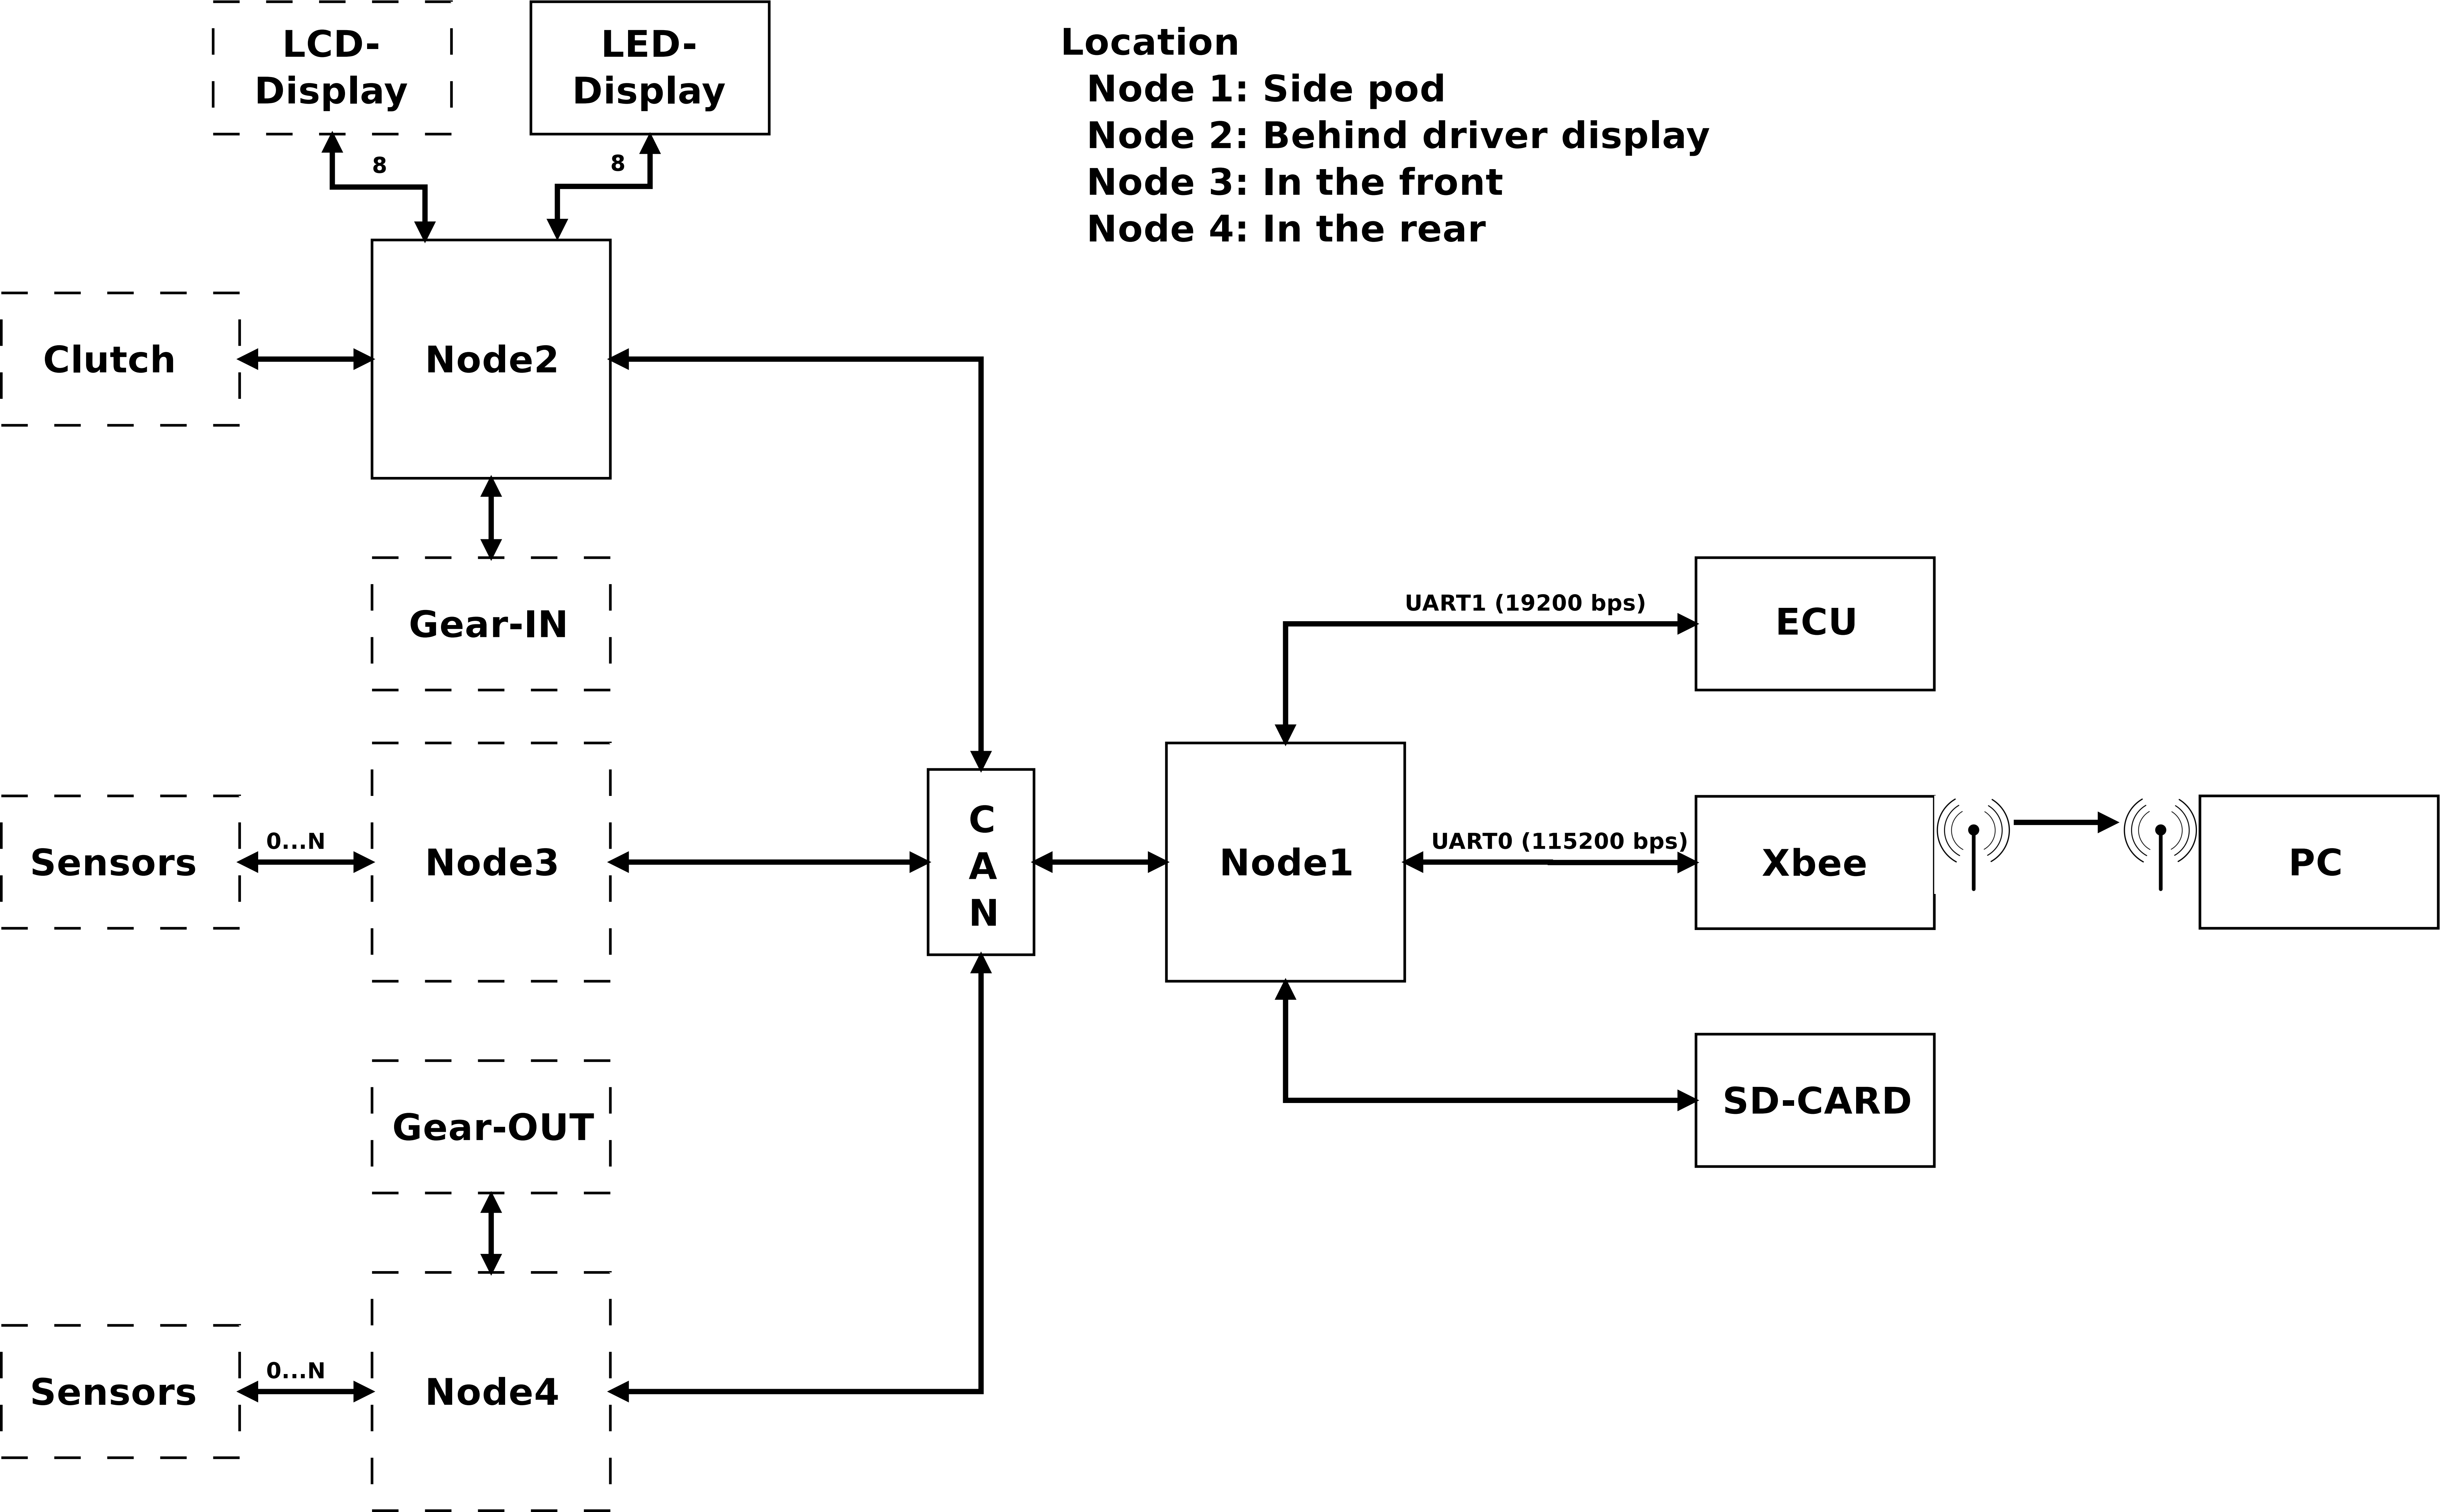 LCD-
Display
LED-
Display
Location
Node 1: Side pod
Node 2: Behind driver display
Node 3: In the front
Node 4: In the rear
8
8
Clutch
Node2
Gear-IN
UART1 (19200 bps)
ECU
Sensors
0...N
Node3
C
A
N
Node1
UART0 (115200 bps)
Xbee
PC
Gear-OUT
SD-CARD
Sensors
0...N
Node4